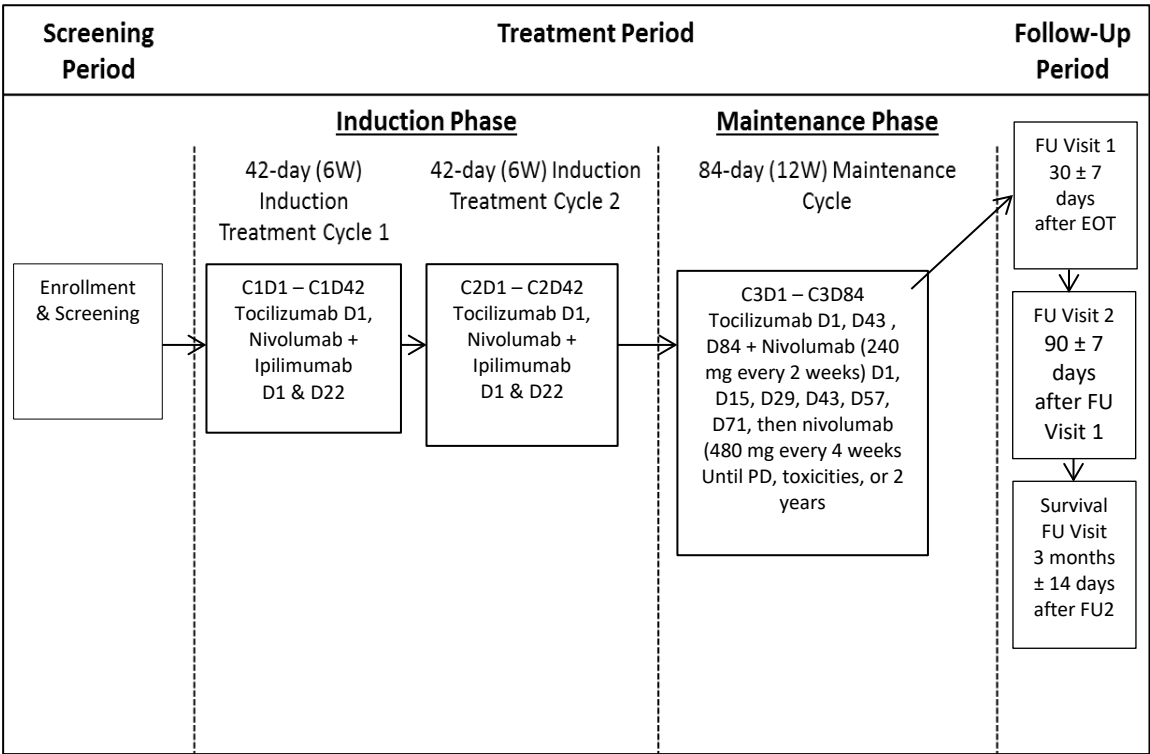 Screening
Period
Treatment Period
Follow-Up
Period
Induction Phase
Maintenance Phase
42-day (6W)
Induction
Treatment Cycle 1
42-day (6W) Induction
Treatment Cycle 2
84-day (12W) Maintenance
Cycle
Enrollment
& Screening
C1D1 – C1D42
Tocilizumab D1,
Nivolumab +
Ipilimumab
D1 & D22
C2D1 – C2D42
Tocilizumab D1,
Nivolumab +
Ipilimumab
D1 & D22
C3D1 – C3D84
Tocilizumab D1, D43 ,
D84 + Nivolumab (240
mg every 2 weeks) D1,
D15, D29, D43, D57,
D71, then nivolumab
(480 mg every 4 weeks
Until PD, toxicities, or 2
years
FU Visit 1
30 ± 7
days
after EOT
FU Visit 2
90 ± 7
days
after FU
Visit 1
Survival
FU Visit
3 months
± 14 days
after FU2